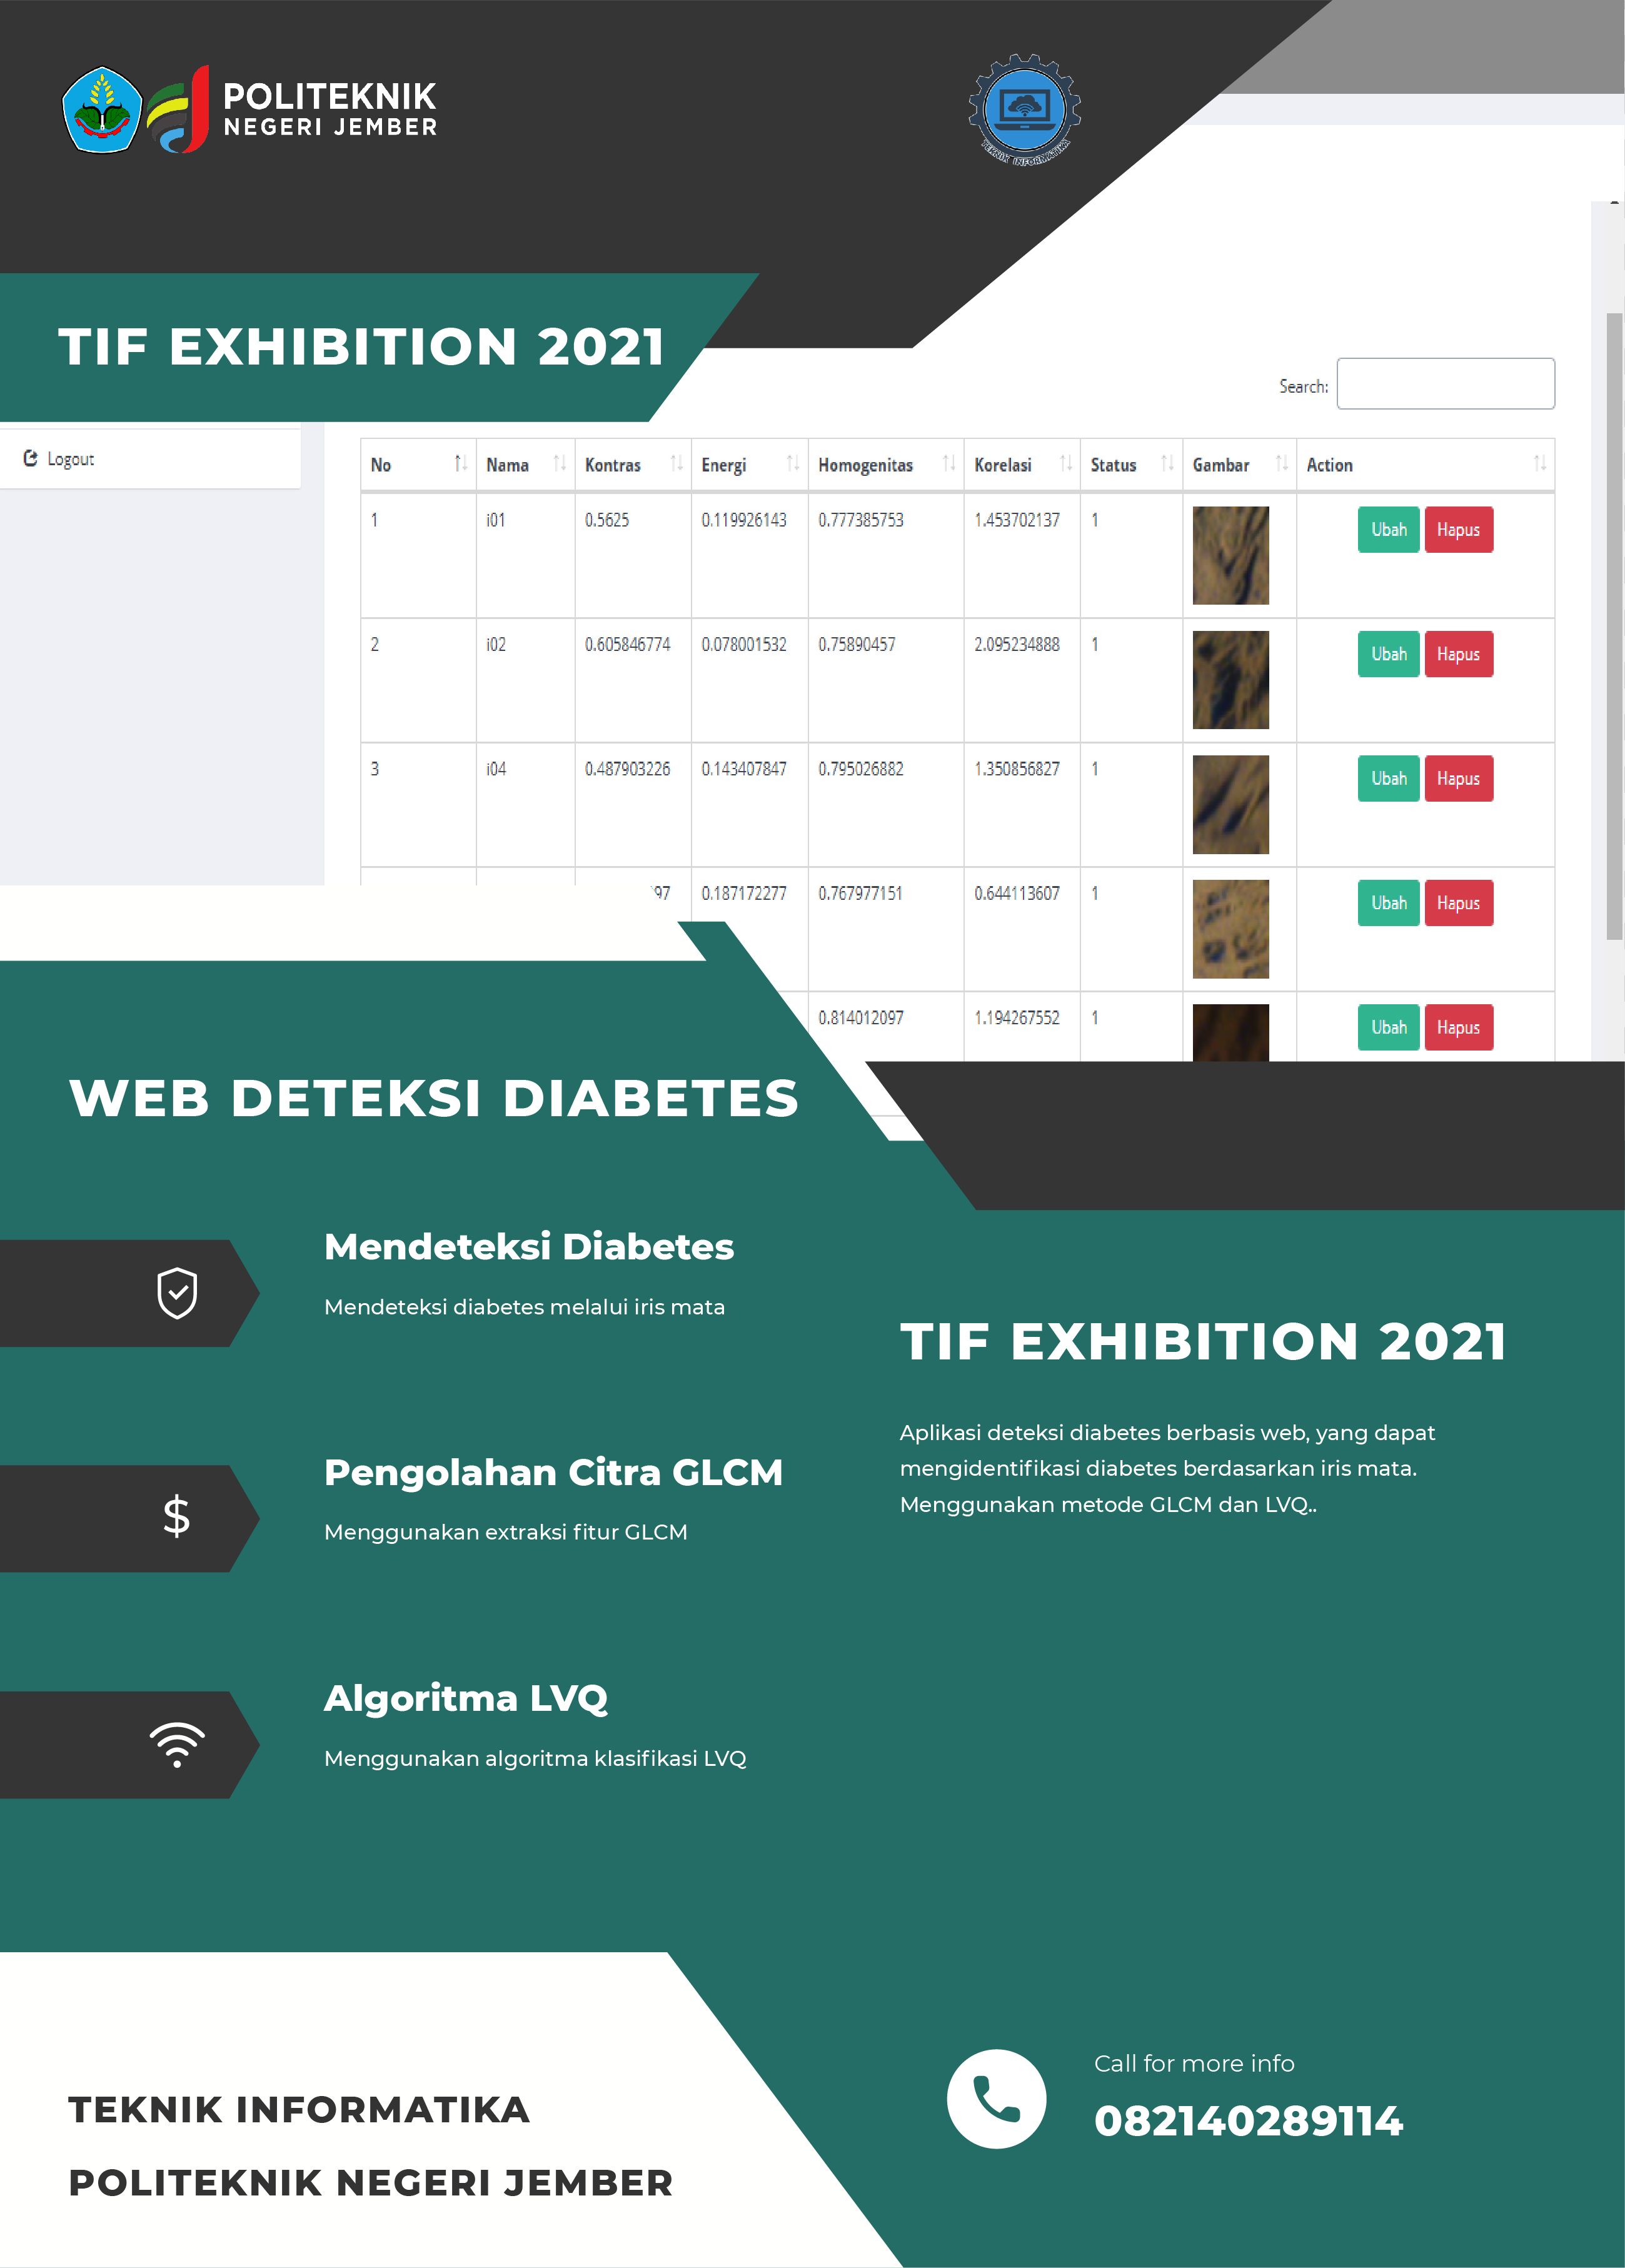 POLITEKNIK
NEGERI JEMBER
TEKNIK INFORMATIKA
TIF EXHIBITION 2021
Search:
Logout
No Nama Kontras Energi Homogenitas Korelasi Status Gambar Action
1 i01 0.5625 0.119926143 0.777385753 1.453702137 1 Ubah Hapus
2 i02 0.605846774 0.078001532 0.75890457 2.095234888 1 Ubah Hapus
3 i04 0.487903226 0.143407847 0.795026882 1.350856827 1 Ubah Hapus
97 0.187172277 0.767977151 0.644113607 1 Ubah Hapus
0.814012097 1.194267552 1 Ubah Hapus
WEB DETEKSI DIABETES
Mendeteksi Diabetes
Mendeteksi diabetes melalui iris mata
Pengolahan Citra GLCM
$
Menggunakan extraksi fitur GLCM
Algoritma LVQ
Menggunakan algoritma klasifikasi LVQ
TIF EXHIBITION 2021
Aplikasi deteksi diabetes berbasis web, yang dapat
mengidentifikasi diabetes berdasarkan iris mata.
Menggunakan metode GLCM dan LVQ..
TEKNIK INFORMATIKA
POLITEKNIK NEGERI JEMBER
Call for more info
082140289114